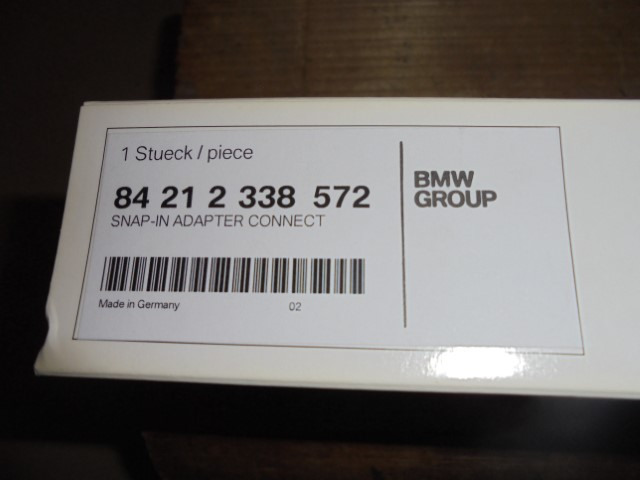 1 Stueck / piece
84 21 2 338 572
SNAP-IN ADAPTER CONNECT
Made in Germany
02
BMW
GROUP